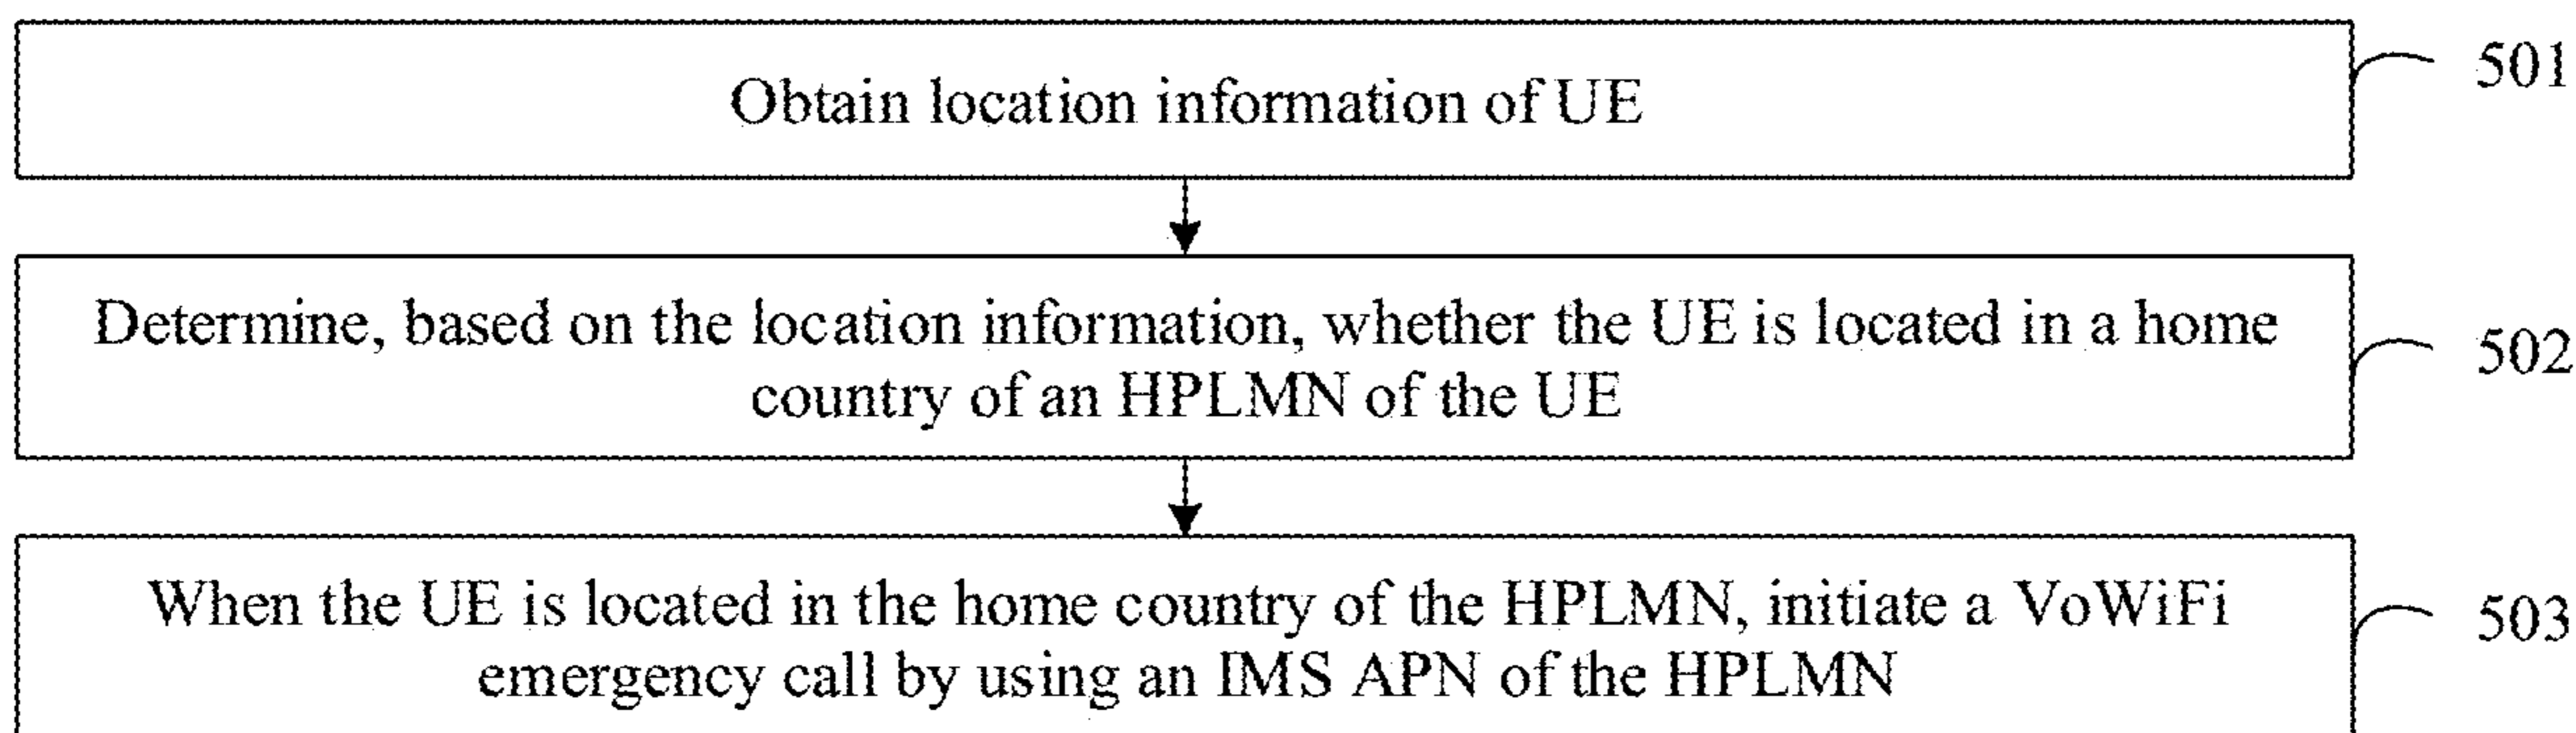 Obtain location information of UE
501
Determine, based on the location information, whether the UE is located in a home
country of an HPLMN of the UE
502
When the UE is located in the home country of the HPLMN, initiate a VoWiFi
emergency call by using an IMS APN of the HPLMN
503